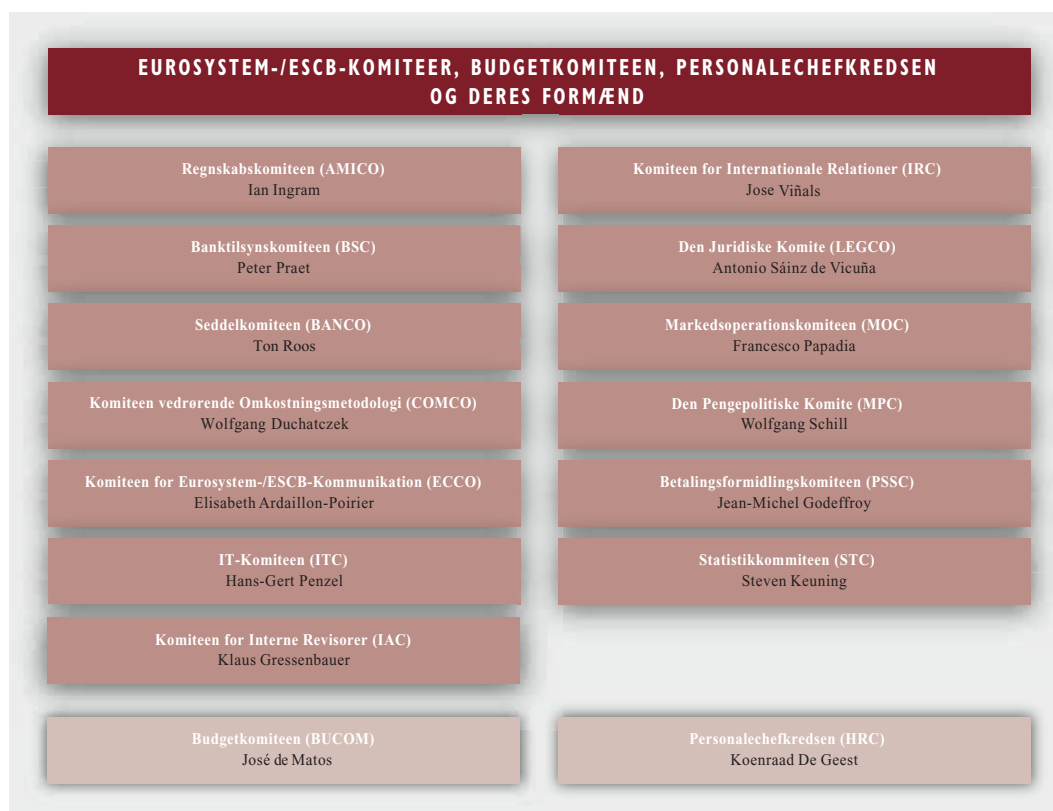 EUROSYSTEM-/ESCB-KOMITEER, BUDGETKOMITEEN, PERSONALECHEFKREDSEN
OG DERES FORMÆND
Regnskabskomiteen (AMICO)
Ian Ingram
Banktilsynskomiteen (BSC)
Peter Praet
Seddelkomiteen (BANCO)
Ton Roos
Komiteen vedrørende Omkostningsmetodologi (COMCO)
Wolfgang Duchatczek
Komiteen for Eurosystem-/ESCB-Kommunikation (ECCO)
Elisabeth Ardaillon-Poirier
IT-Komiteen (ITC)
Hans-Gert Penzel
Komiteen for Interne Revisorer (IAC)
Klaus Gressenbauer
Komiteen for Internationale Relationer (IRC)
Jose Viñals
Den Juridiske Komite (LEGCO)
Antonio Sáinz de Vicuña
Markedsoperationskomiteen (MOC)
Francesco Papadia
Den Pengepolitiske Komite (MPC)
Wolfgang Schill
Betalingsformidlingskomiteen (PSSC)
Jean-Michel Godeffroy
Statistikkommiteen (STC)
Steven Keuning
Budgetkomiteen (BUCOM)
José de Matos
Personalechefkredsen (HRC)
Koenraad De Geest